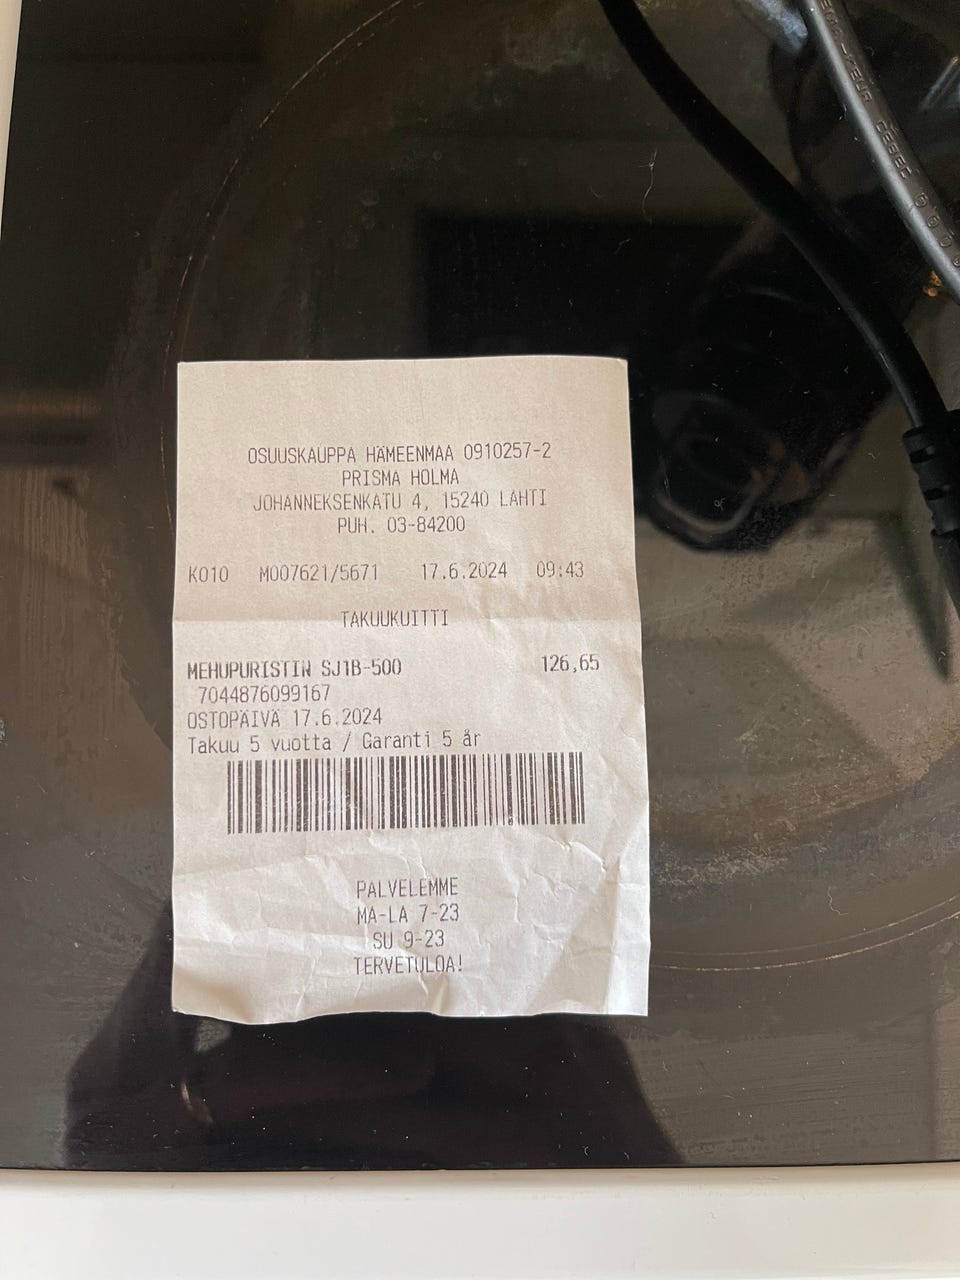 OSUUSKAUPPA HÄMEENMAA 0910257-2
PRISMA HOLMA
JOHANNEKSENKATU 4, 15240 LAHTI
PUH. 03-84200
K010 M007621/5671 17.6.2024 09:43
TAKUUKUITTI
MEHUPURISTIN SJ1B-500 126,65
7044876099167
OSTOPÄIVÄ 17.6.2024
Takuu 5 vuotta / Garanti 5 år
PALVELEMME
MA-LA 7-23
SU 9-23
TERVETULOA!